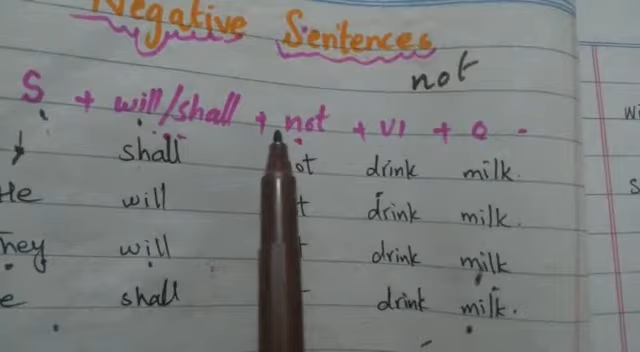 Negative Sentences
not
S + will/shall + not + V1 + O .
shall drink milk.
He will drink milk.
They will drink milk
shall drink milk.